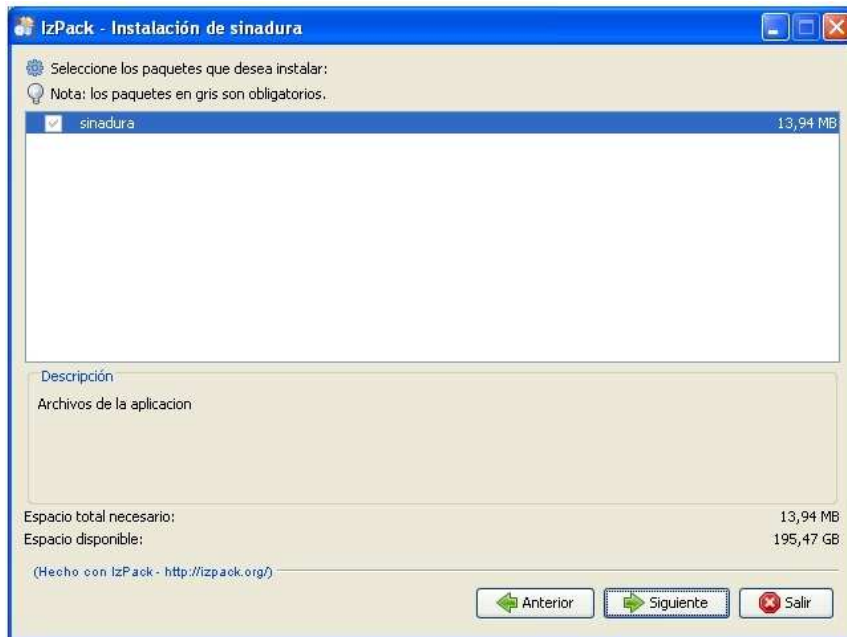 IzPack - Instalación de sinadura
Seleccione los paquetes que desea instalar:
Nota: los paquetes en gris son obligatorios.
sinadura 13,94 MB
Descripción
Archivos de la aplicacion
Espacio total necesario: 13,94 MB
Espacio disponible: 195,47 GB
(Hecho con IzPack - http://izpack.org/)
Anterior Siguiente Salir